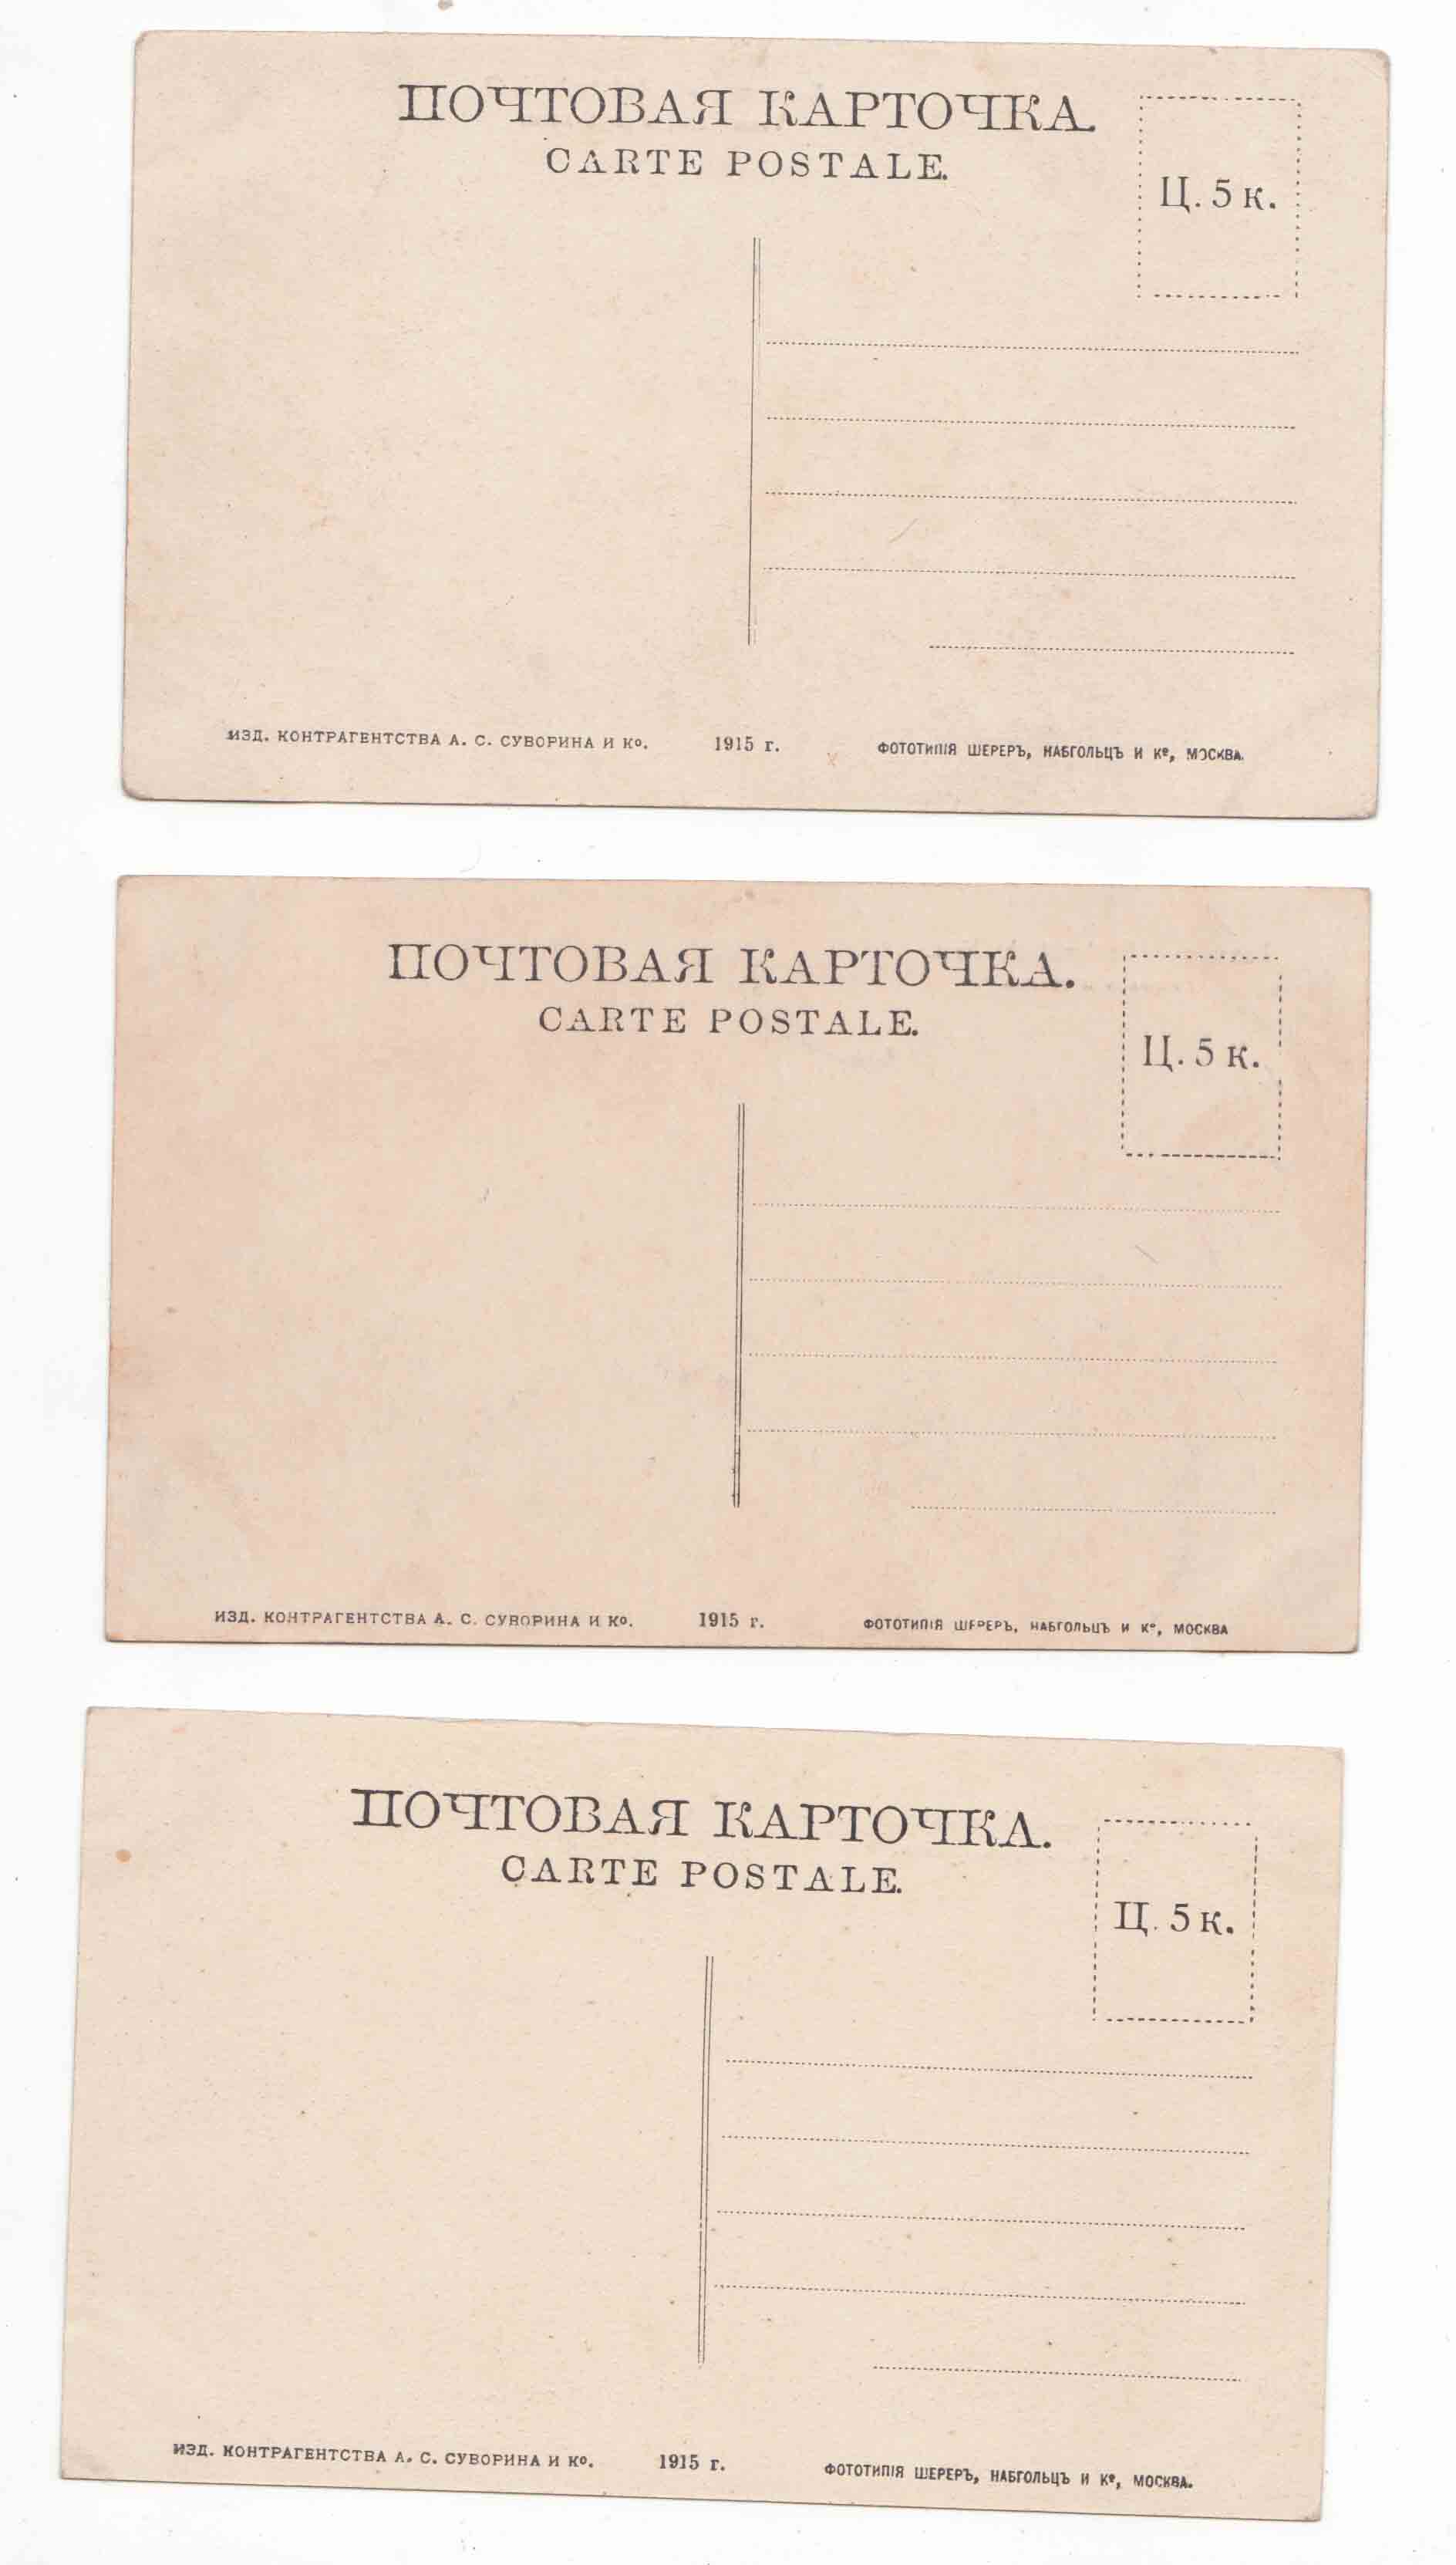 ПОЧТОВАЯ КАРТОЧКА.
CARTE POSTALE.
Ц. 5 к.
ИЗД. КОНТРАГЕНТСТВА А. С. СУВОРИНА И Ко. 1915 г. ФОТОТИПІЯ ШЕРЕРЪ, НАБГОЛЬЦЪ И Ко, МОСКВА.
ПОЧТОВАЯ КАРТОЧКА.
CARTE POSTALE.
Ц. 5 к.
ИЗД. КОНТРАГЕНТСТВА А. С. СУВОРИНА И Ко. 1915 г. ФОТОТИПІЯ ШЕРЕРЪ, НАБГОЛЬЦЪ И Ко, МОСКВА
ПОЧТОВАЯ КАРТОЧКА.
CARTE POSTALE.
Ц. 5 к.
ИЗД. КОНТРАГЕНТСТВА А. С. СУВОРИНА И Ко. 1915 г. ФОТОТИПІЯ ШЕРЕРЪ, НАБГОЛЬЦЪ И Ко, МОСКВА.